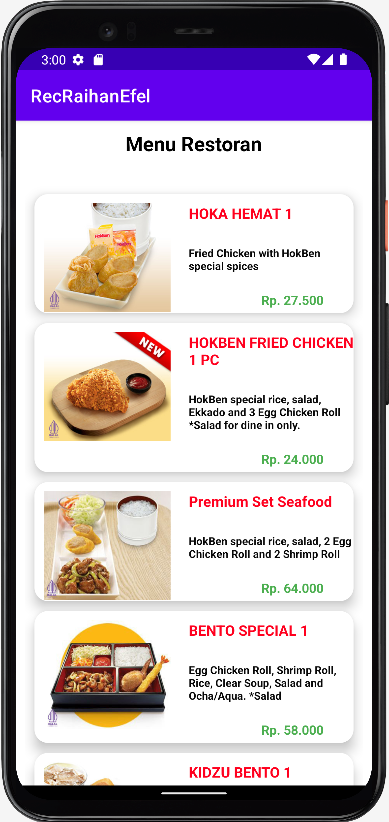 3:00
RecRaihanEfel
Menu Restoran
HOKA HEMAT 1
Fried Chicken with HokBen
special spices
Rp. 27.500
NEW
HOKBEN FRIED CHICKEN
1 PC
HokBen special rice, salad,
Ekkado and 3 Egg Chicken Roll
*Salad for dine in only.
Rp. 24.000
Premium Set Seafood
HokBen special rice, salad, 2 Egg
Chicken Roll and 2 Shrimp Roll
Rp. 64.000
BENTO SPECIAL 1
Egg Chicken Roll, Shrimp Roll,
Rice, Clear Soup, Salad and
Ocha/Aqua. *Salad
Rp. 58.000
KIDZU BENTO 1